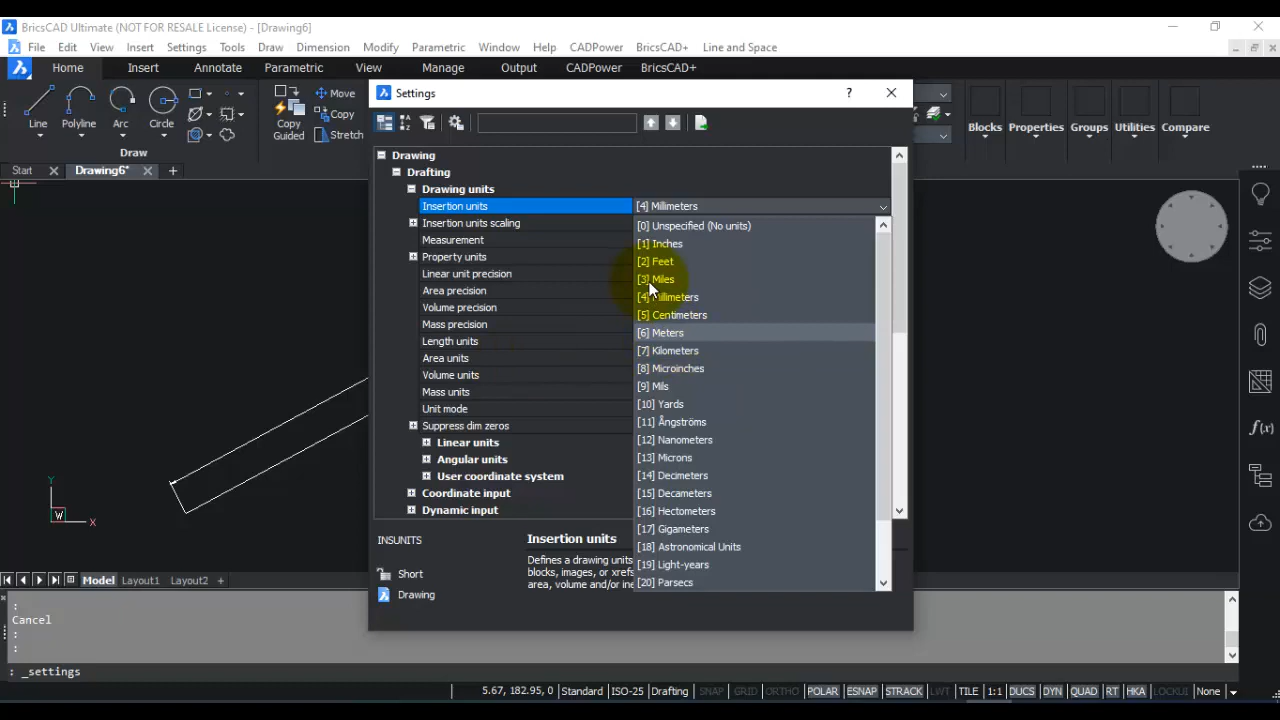 BricsCAD Ultimate (NOT FOR RESALE License) - [Drawing6]
File Edit View Insert Settings Tools Draw Dimension Modify Parametric Window Help CADPower BricsCAD+ Line and Space
Home Insert Annotate Parametric View Manage Output CADPower BricsCAD+
Settings
Line Polyline Arc Circle
Copy Guided
Move
Copy
Stretch
Draw
Blocks Properties Groups Utilities Compare
Start Drawing6*
Drawing
Drafting
Drawing units
Insertion units [4] Millimeters
Insertion units scaling
Measurement
Property units
Linear unit precision
Area precision
Volume precision
Mass precision
Length units
Area units
Volume units
Mass units
Unit mode
Suppress dim zeros
Linear units
Angular units
User coordinate system
Coordinate input
Dynamic input
[0] Unspecified (No units)
[1] Inches
[2] Feet
[3] Miles
[4] Millimeters
[5] Centimeters
[6] Meters
[7] Kilometers
[8] Microinches
[9] Mils
[10] Yards
[11] Ångströms
[12] Nanometers
[13] Microns
[14] Decimeters
[15] Decameters
[16] Hectometers
[17] Gigameters
[18] Astronomical Units
[19] Light-years
[20] Parsecs
INSUNITS
Short
Drawing
Insertion units
Defines a drawing units
blocks, images, or xrefs
area, volume and/or ine
Y
W
X
f(x)
Model Layout1 Layout2 +
:
Cancel
:
:
: _settings
5.67, 182.95, 0 Standard ISO-25 Drafting SNAP GRID ORTHO POLAR ESNAP STRACK LWT TILE 1:1 DUCS DYN QUAD RT HKA LOCKUI None